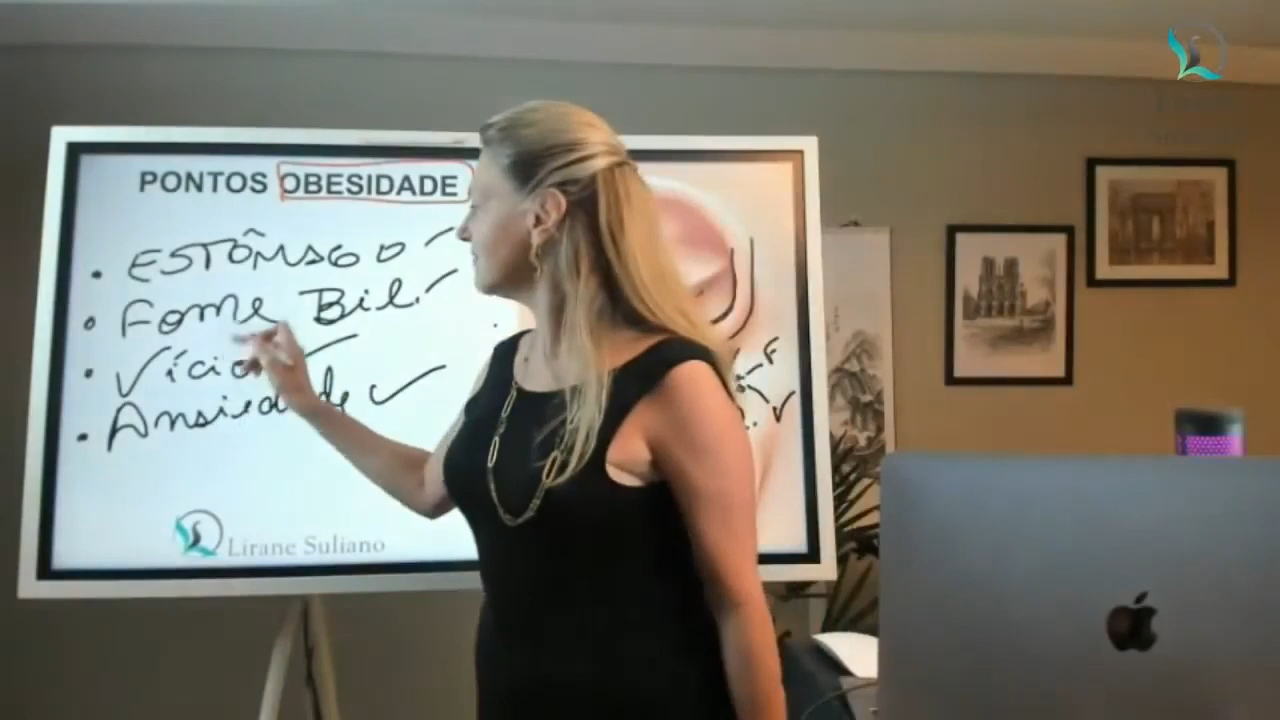 PONTOS OBESIDADE
• ESTÔMAGO
• Fome Bil.
• Vício
• Ansiedade
F
V
Lirane Suliano